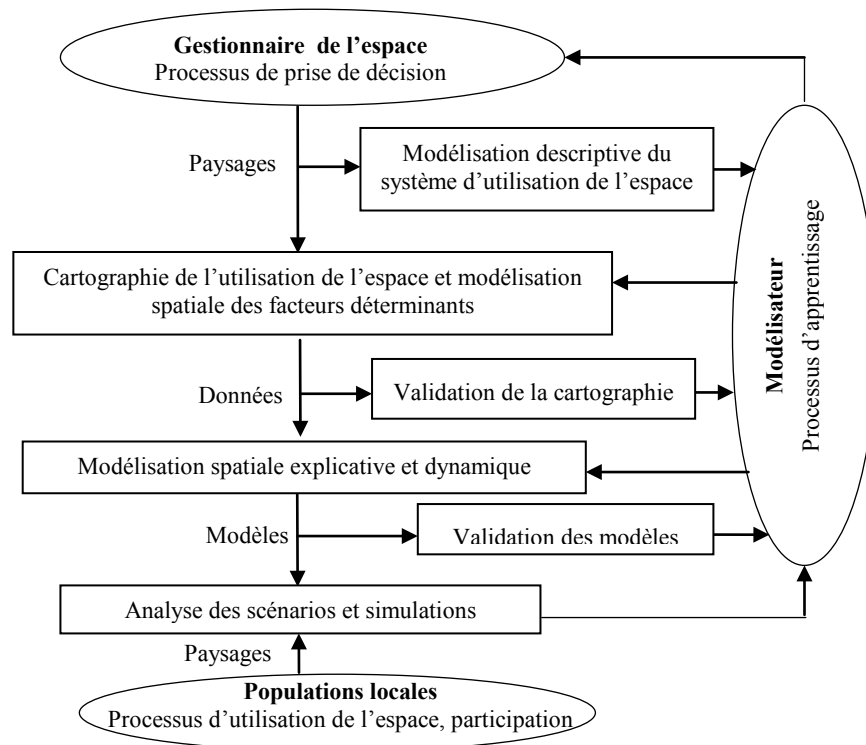 Gestionnaire de l’espace
Processus de prise de décision
Paysages
Modélisation descriptive du
système d’utilisation de l’espace
Cartographie de l’utilisation de l’espace et modélisation
spatiale des facteurs déterminants
Données
Validation de la cartographie
Modélisation spatiale explicative et dynamique
Modèles
Validation des modèles
Analyse des scénarios et simulations
Paysages
Populations locales
Processus d’utilisation de l’espace, participation
Modélisateur
Processus d’apprentissage